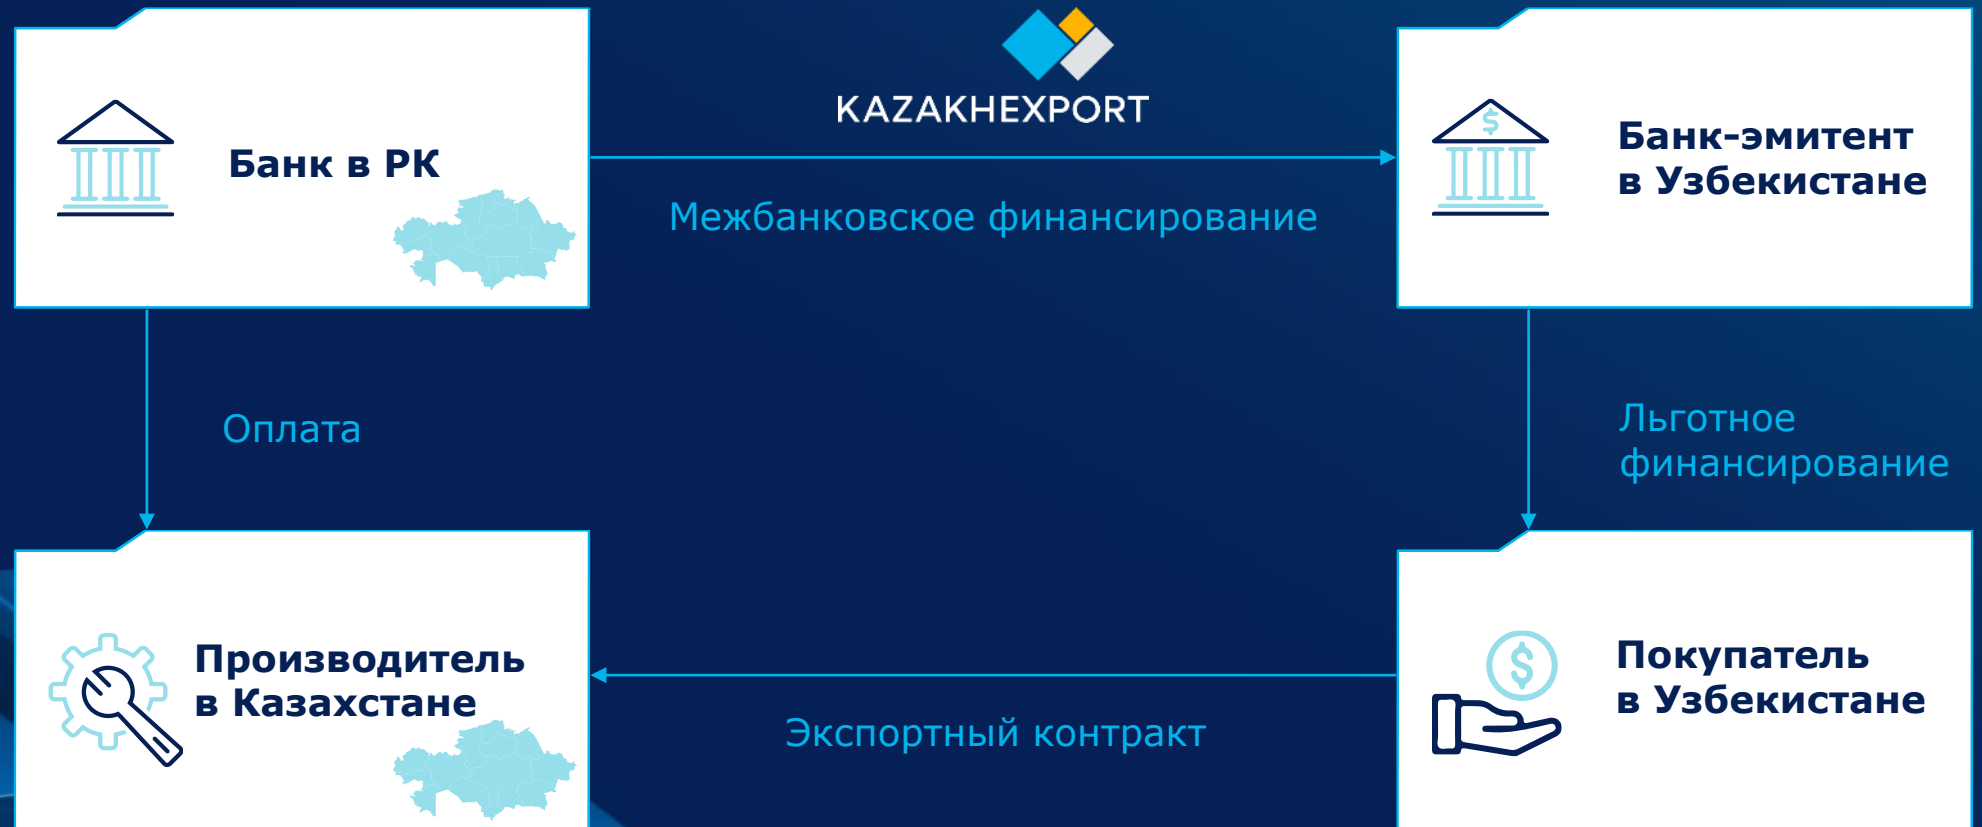 KAZAKHEXPORT
Банк в РК
Банк-эмитент
в Узбекистане
Межбанковское финансирование
Оплата
Льготное
финансирование
Производитель
в Казахстане
Покупатель
в Узбекистане
Экспортный контракт